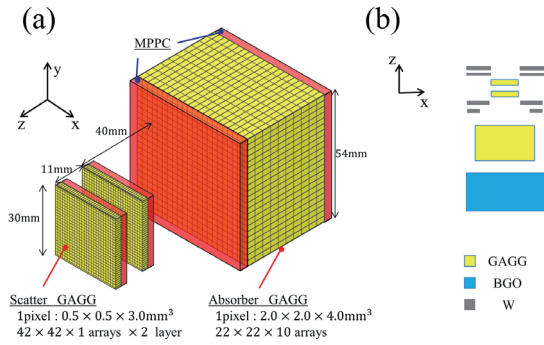 (a)
MPPC
y
z
x
40mm
11mm
30mm
54mm
Scatter GAGG
1pixel : 0.5 × 0.5 × 3.0mm³
42 × 42 × 1 arrays × 2 layer
Absorber GAGG
1pixel : 2.0 × 2.0 × 4.0mm³
22 × 22 × 10 arrays
(b)
z
x
GAGG
BGO
W